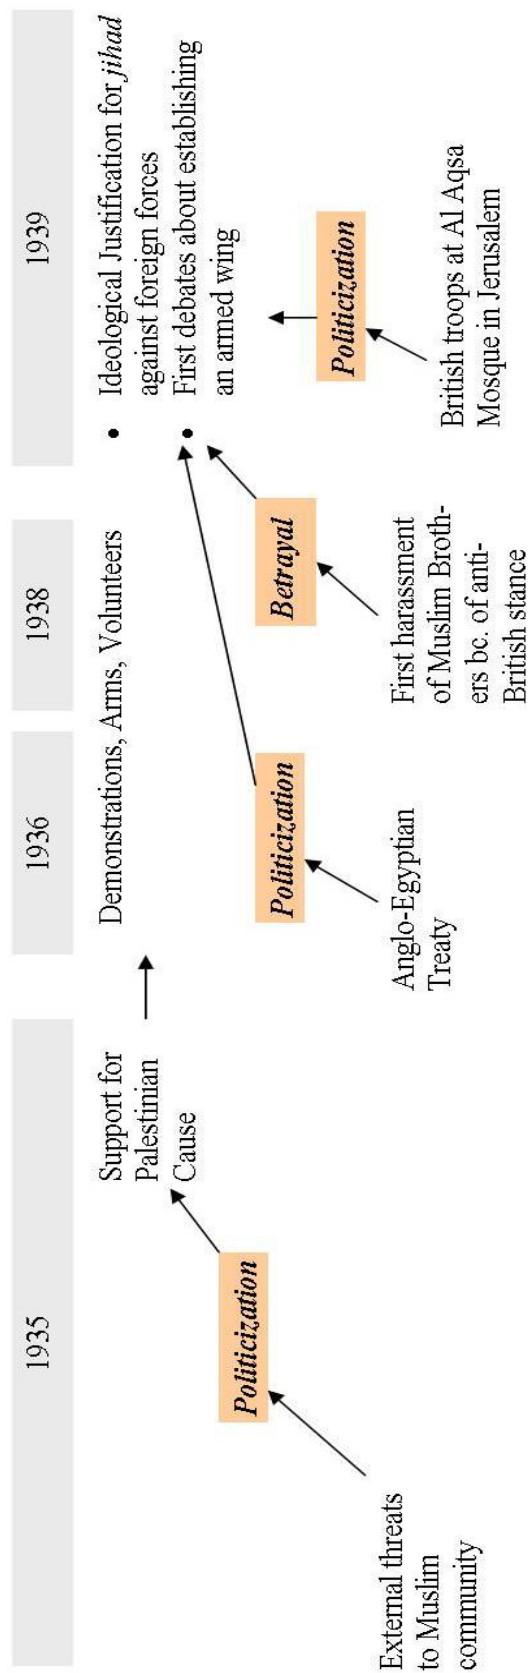 1935
1936
1938
1939
Support for
Palestinian
Cause
Demonstrations, Arms, Volunteers
• Ideological Justification for jihad
against foreign forces
• First debates about establishing
an armed wing
Politicization
Politicization
Betrayal
Politicization
External threats
to Muslim
community
Anglo-Egyptian
Treaty
First harassment
of Muslim Broth-
ers bc. of anti-
British stance
British troops at Al Aqsa
Mosque in Jerusalem